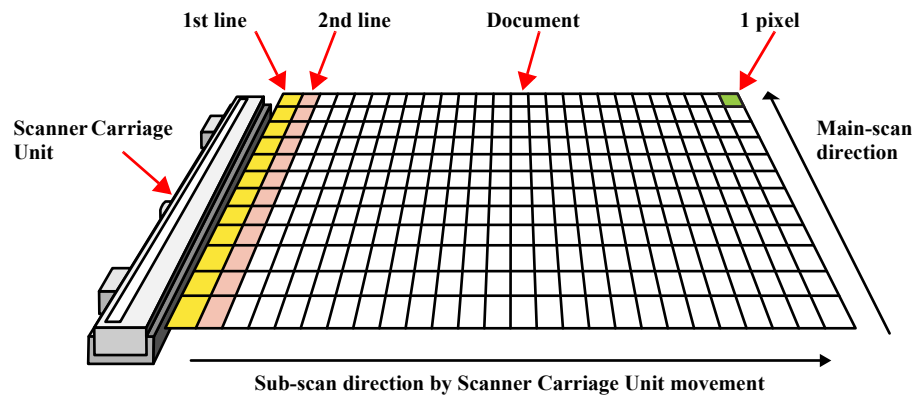 1st line
2nd line
Document
1 pixel
Scanner Carriage
Unit
Main-scan
direction
Sub-scan direction by Scanner Carriage Unit movement